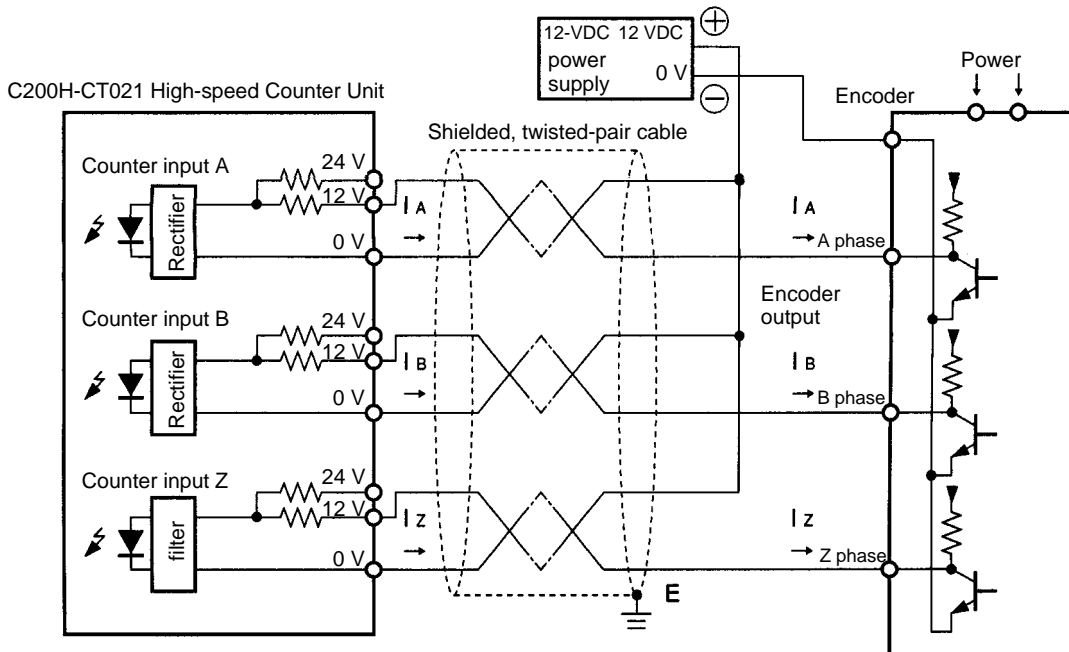 12-VDC 12 VDC
power
supply
0 V
+
−
Power
C200H-CT021 High-speed Counter Unit
Encoder
Shielded, twisted-pair cable
Counter input A
24 V
12 V
0 V
Rectifier
I A
I A
A phase
Encoder
output
Counter input B
24 V
12 V
0 V
Rectifier
I B
I B
B phase
Counter input Z
24 V
12 V
0 V
filter
I Z
I Z
Z phase
E